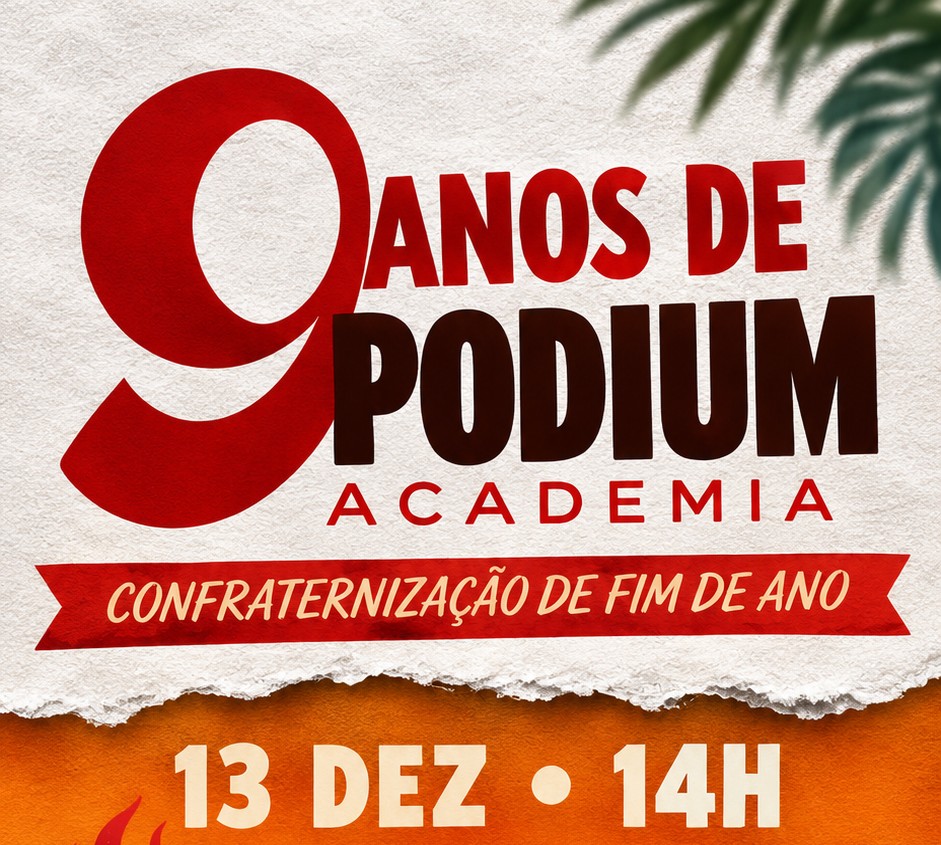 9 ANOS DE
PODIUM
ACADEMIA
CONFRATERNIZAÇÃO DE FIM DE ANO
13 DEZ • 14H